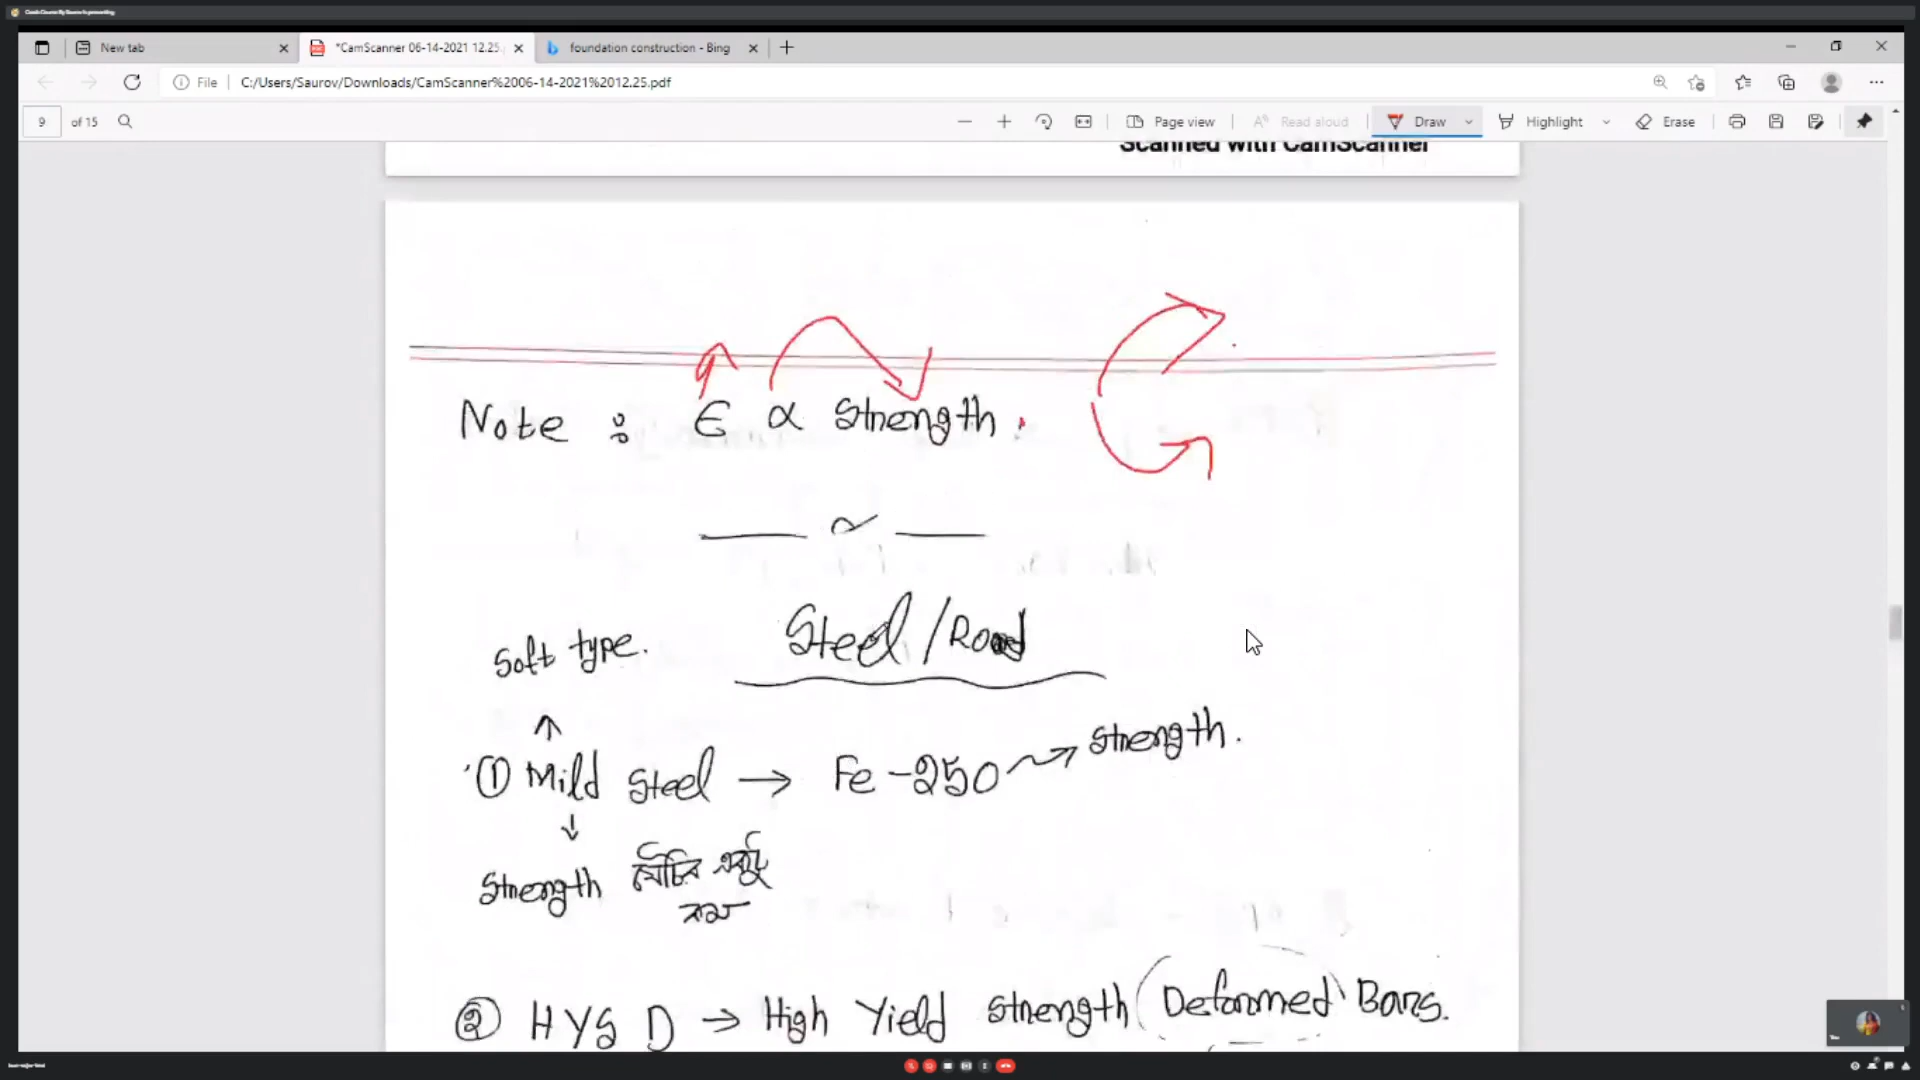 New tab
*CamScanner 06-14-2021 12.25.
foundation construction - Bing
File
C:/Users/Saurov/Downloads/CamScanner%2006-14-2021%2012.25.pdf
9 of 15
Page view
Read aloud
Draw
Highlight
Erase
Scanned with CamScanner
Note : ∈ ∝ Strength.
Soft type.
Steel / Rod
① Mild Steel → Fe-250 Strength.
↓
Strength
② HYSD → High Yield Strength (Deformed) Bars.